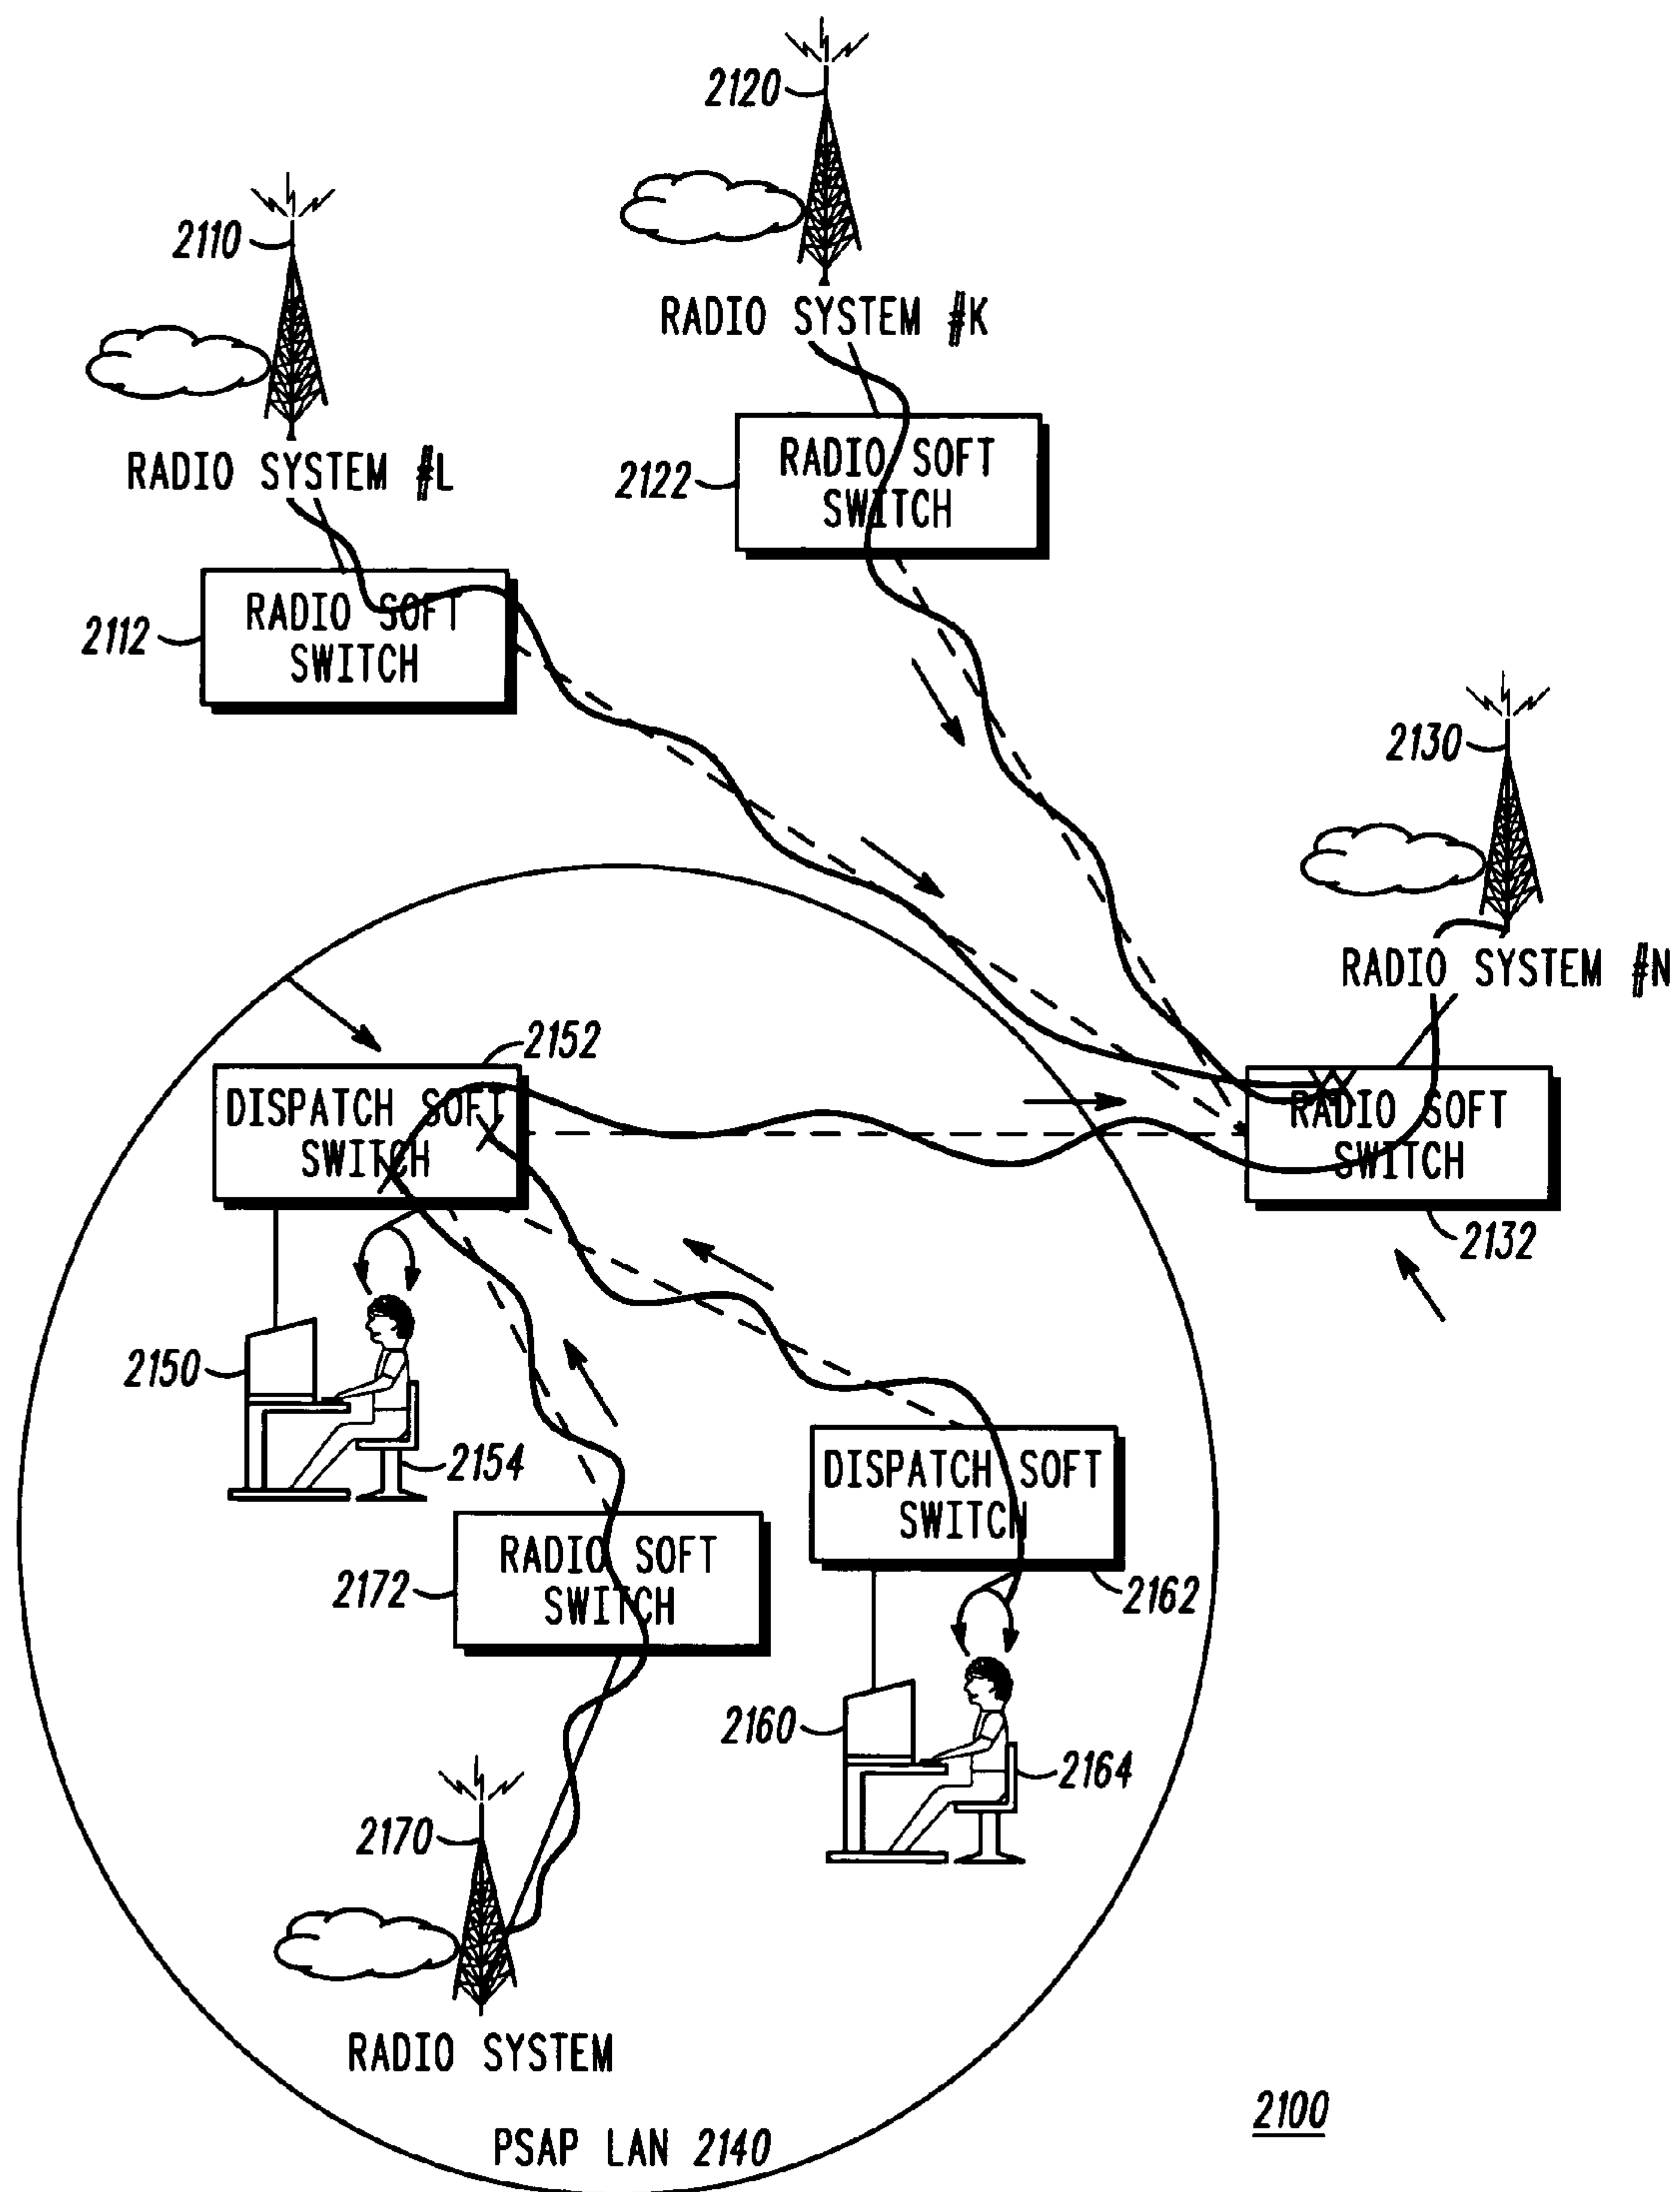 2120
2110
RADIO SYSTEM #K
RADIO SYSTEM #L
RADIO SOFT
SWITCH
2122
RADIO SOFT
SWITCH
2112
2130
RADIO SYSTEM #N
2152
DISPATCH SOFT
SWITCH
RADIO SOFT
SWITCH
2132
2150
2154
DISPATCH SOFT
SWITCH
2162
RADIO SOFT
SWITCH
2172
2160
2164
2170
RADIO SYSTEM
2100
PSAP LAN 2140